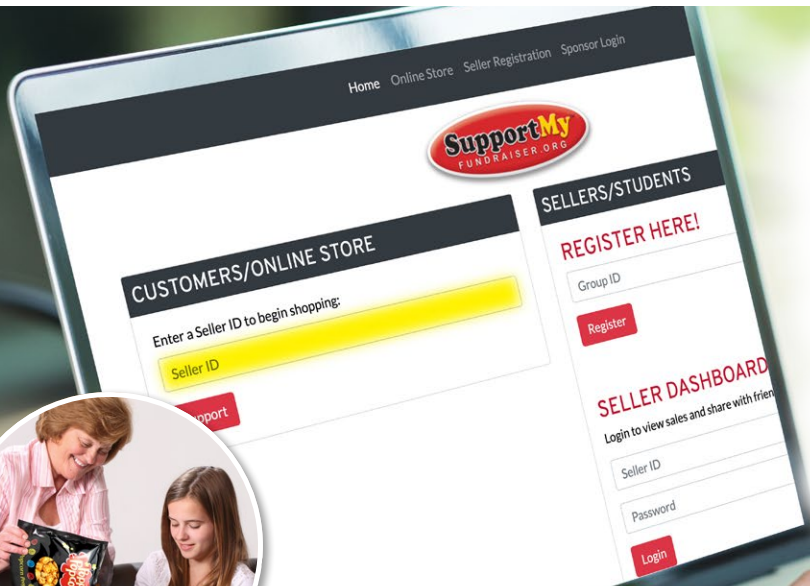 Home Online Store Seller Registration Sponsor Login
SupportMy
FUNDRAISER.ORG
CUSTOMERS/ONLINE STORE
Enter a Seller ID to begin shopping:
Seller ID
SELLERS/STUDENTS
REGISTER HERE!
Group ID
Register
SELLER DASHBOARD
Login to view sales and share with
Seller ID
Password
Login